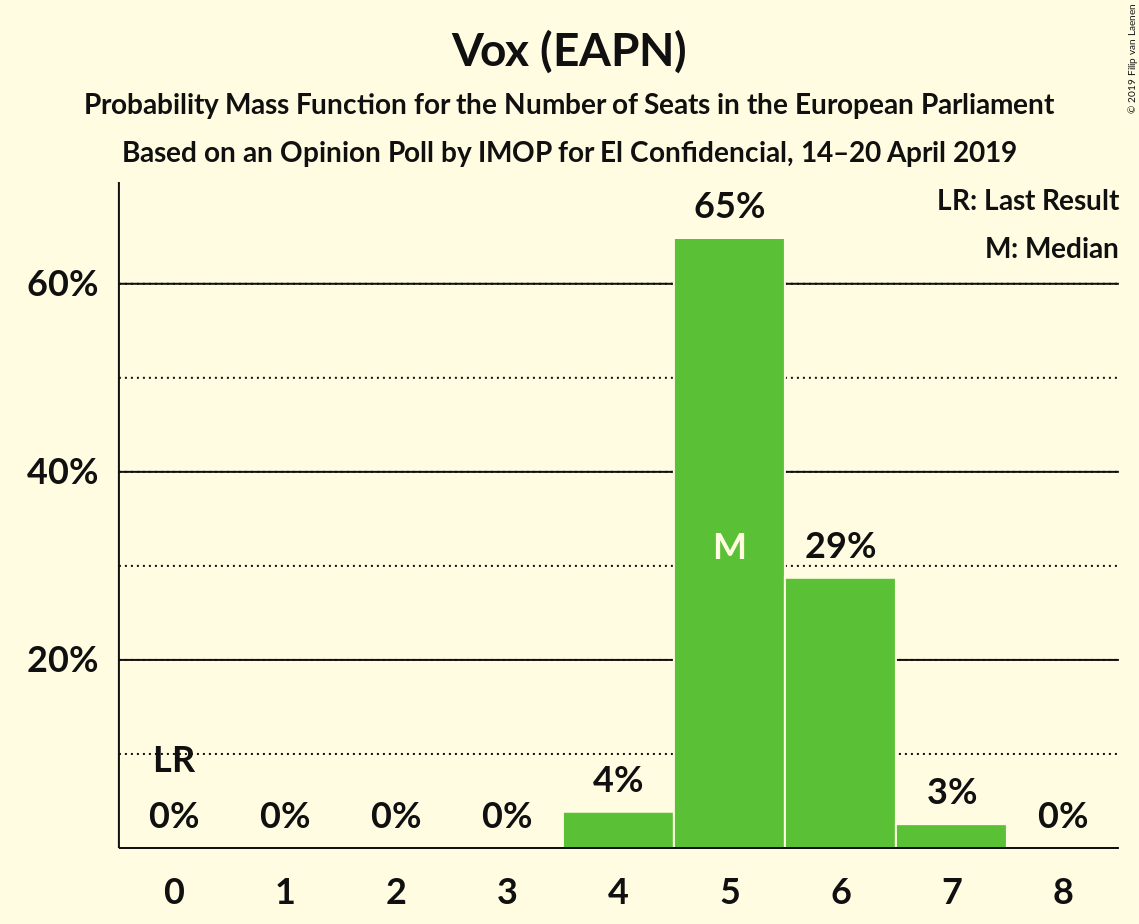 Vox (EAPN)
Probability Mass Function for the Number of Seats in the European Parliament
Based on an Opinion Poll by IMOP for El Confidencial, 14–20 April 2019
© 2019 Filip van Laenen
LR: Last Result
M: Median
65%
60%
40%
M
29%
20%
LR
0%
0%
0%
0%
4%
3%
0%
0 1 2 3 4 5 6 7 8